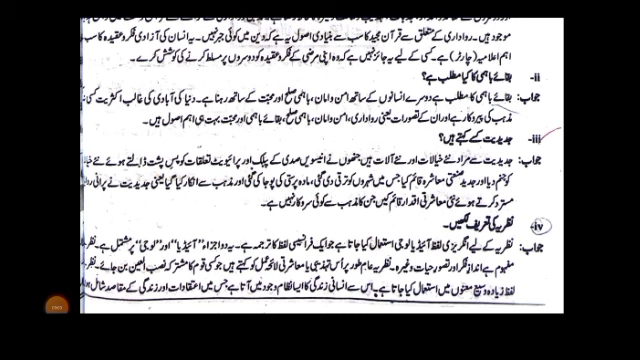 موجود ہیں۔ رواداری کے متعلق سے قرآن مجید کا سب سے بنیادی اصول یہ ہے کہ دین میں کوئی جبر نہیں۔ یہ انسان کی آزادی فکر و عقیدہ کا سب
اہم اعلامیہ (چارٹر) ہے۔ کسی کے لیے یہ جائز نہیں ہے کہ وہ اپنی مرضی کے فکر و عقیدہ کو دوسروں پر مسلط کرنے کی کوشش کرے۔
ii- بقائے باہمی کا کیا مطلب ہے؟
جواب: بقائے باہمی کا مطلب ہے دوسرے انسانوں کے ساتھ امن و امان، باہمی صلح اور محبت کے ساتھ رہنا ہے۔ دنیا کی آبادی کی غالب اکثریت کسی
مذہب کی پیروکار ہے اور ان کے تصورات یعنی رواداری، امن و امان، باہمی صلح، بقائے باہمی اور محبت بہت ہی اہم اصول ہیں۔
iii- جدیدیت کسے کہتے ہیں؟
جواب: جدیدیت سے مراد نئے خیالات اور نئے آلات ہیں جنھوں نے انیسویں صدی کے پبلک اور پرائیویٹ تعلقات کو پس پشت ڈالتے ہوئے نئے خیا
کو جنم دیا اور جدید صنعتی معاشرہ قائم کیا جس میں شہروں کو ترقی دی گئی، مادہ پرستی کی پوجا کی گئی اور مذہب سے انکار کیا گیا یعنی جدیدیت نے پرانی روا
مسترد کرتے ہوئے نئی معاشرتی اقدار قائم کیں جن کا مذہب سے کوئی سروکار نہیں ہے۔
iv- نظریہ کی تعریف لکھیں۔
جواب: نظریہ کے لیے انگریزی لفظ آئیڈیالوجی استعمال کیا جاتا ہے جو ایک فرانسیسی لفظ کا ترجمہ ہے۔ یہ دو اجزاء، "آئیڈیا" اور "لوجی" پر مشتمل ہے۔ نظریہ
مفہوم ہے انداز فکر اور تصور حیات وغیرہ۔ نظریہ عام طور پر اُس تہذیبی یا معاشرتی لائحہ عمل کو کہتے ہیں جو کسی قوم کا مشترکہ نصب العین بن جائے۔ نظریہ
لفظ زیادہ وسیع معنوں میں استعمال کیا جاتا ہے۔ اس سے انسانی زندگی کا ایسا نظام وجود میں آتا ہے جس میں اعتقادات اور زندگی کے مقاصد شامل ہو